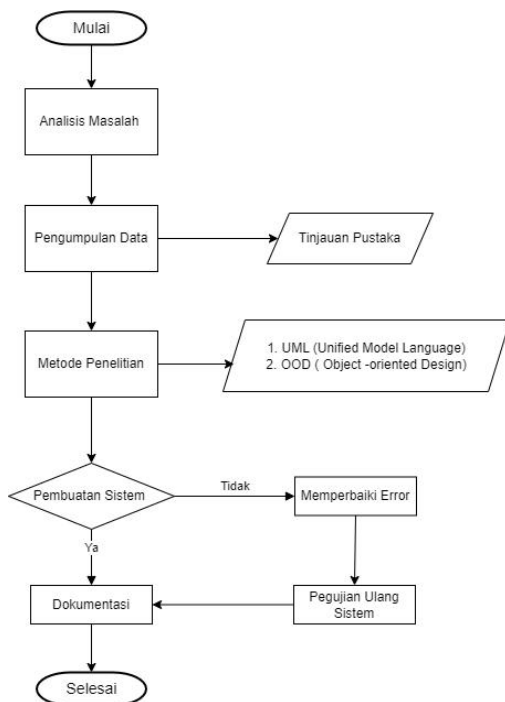 Mulai
Analisis Masalah
Pengumpulan Data
Tinjauan Pustaka
Metode Penelitian
1. UML (Unified Model Language)
2. OOD ( Object -oriented Design)
Pembuatan Sistem
Tidak
Memperbaiki Error
Ya
Dokumentasi
Pegujian Ulang
Sistem
Selesai